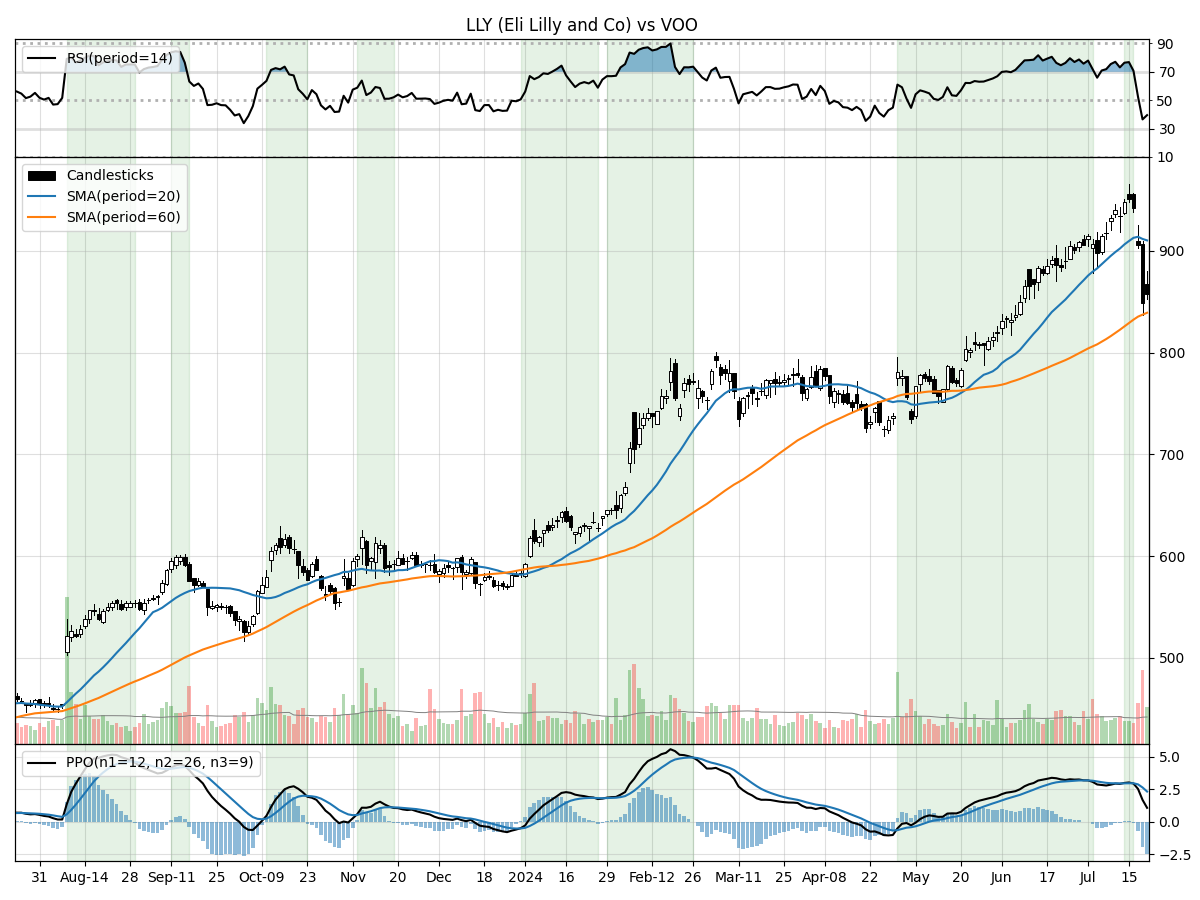 LLY (Eli Lilly and Co) vs VOO
RSI(period=14)
90
70
50
30
10
Candlesticks
SMA(period=20)
SMA(period=60)
900
800
700
600
500
PPO(n1=12, n2=26, n3=9)
5.0
2.5
0.0
−2.5
31 Aug-14 28 Sep-11 25 Oct-09 23 Nov 20 Dec 18 2024 16 29 Feb-12 26 Mar-11 25 Apr-08 22 May 20 Jun 17 Jul 15